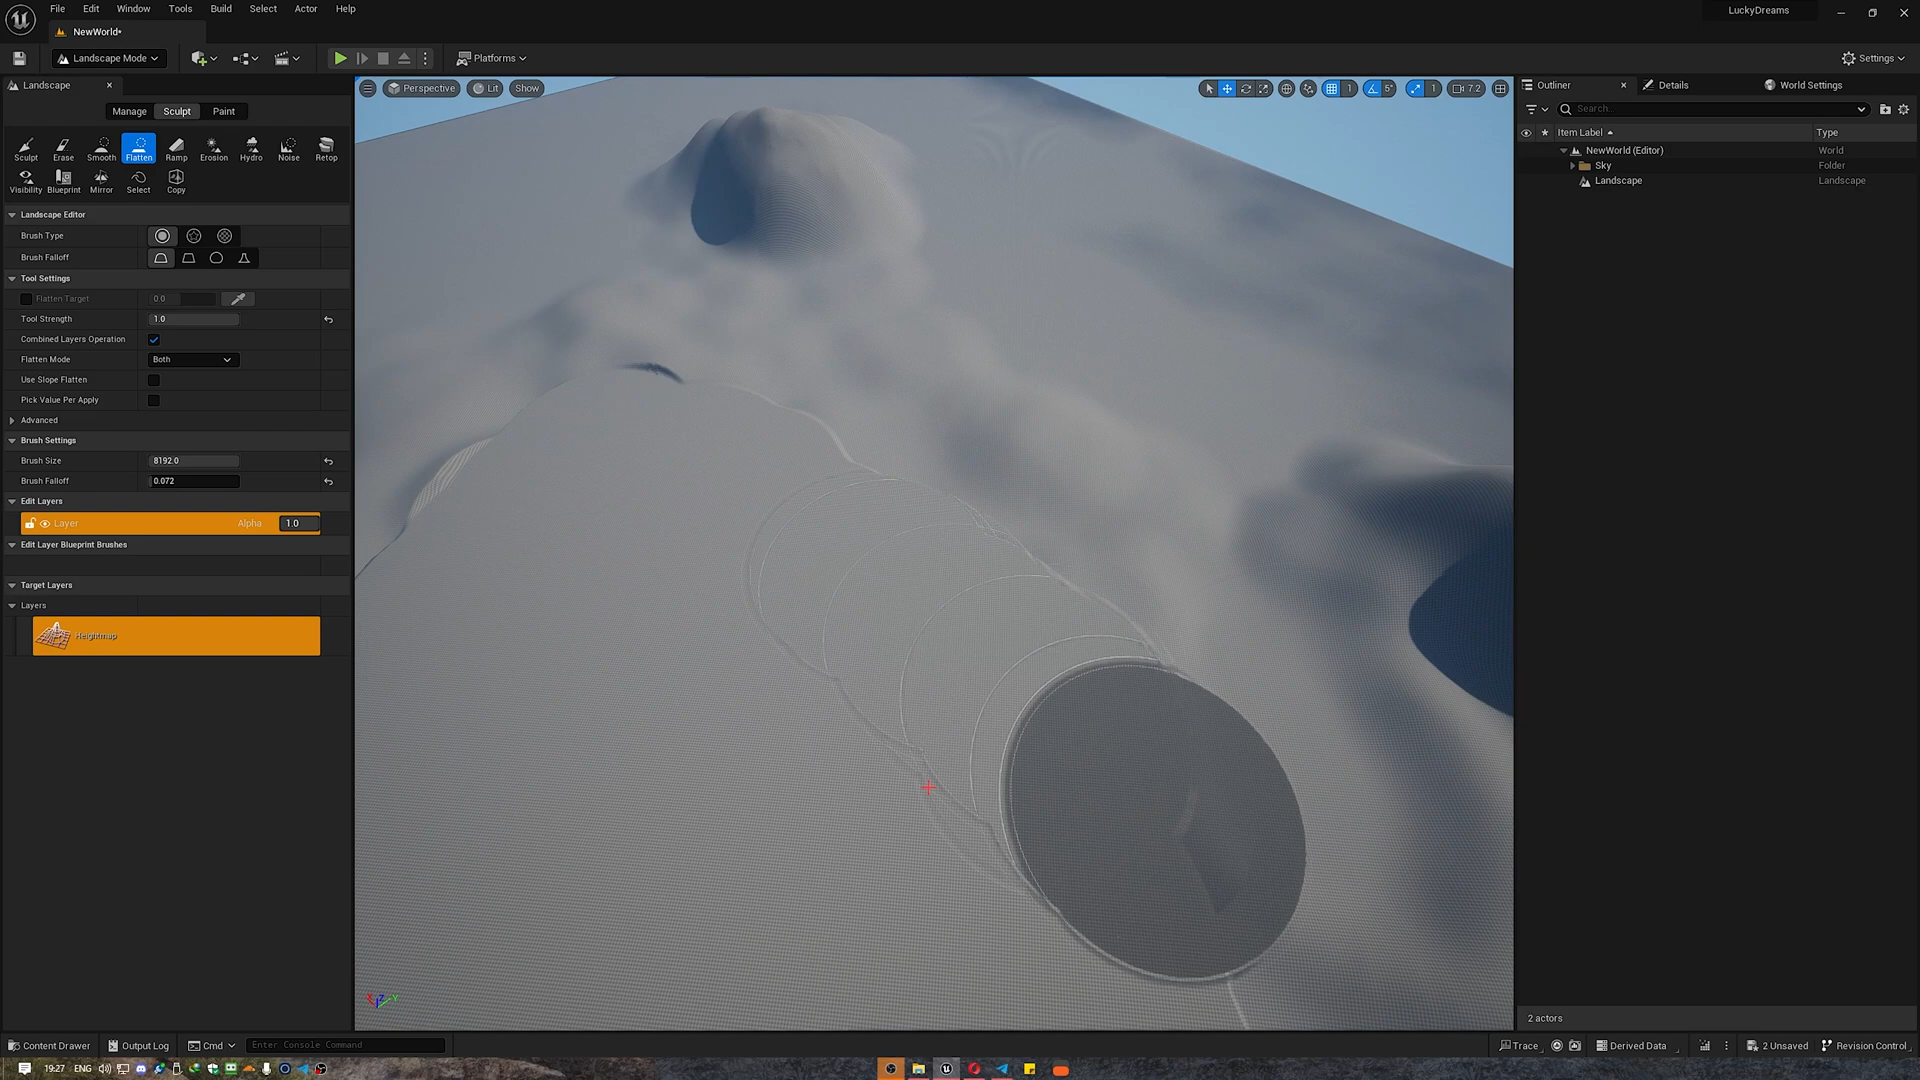 File Edit Window Tools Build Select Actor Help
LuckyDreams
NewWorld*
Landscape Mode
Platforms
Settings
Landscape
Perspective
Lit
Show
1
5°
1
7.2
Outliner
Details
World Settings
Manage
Sculpt
Paint
Search...
Item Label
Type
Sculpt Erase Smooth Flatten Ramp Erosion Hydro Noise Retop
Visibility Blueprint Mirror Select Copy
NewWorld (Editor) World
Sky Folder
Landscape Landscape
Landscape Editor
Brush Type
Brush Falloff
Tool Settings
Flatten Target 0.0
Tool Strength 1.0
Combined Layers Operation
Flatten Mode Both
Use Slope Flatten
Pick Value Per Apply
Advanced
Brush Settings
Brush Size 8192.0
Brush Falloff 0.072
Edit Layers
Layer Alpha 1.0
Edit Layer Blueprint Brushes
Target Layers
Layers
Heightmap
X Z Y
2 actors
Content Drawer
Output Log
Cmd
Enter Console Command
Trace
Derived Data
2 Unsaved
Revision Control
19:27 ENG